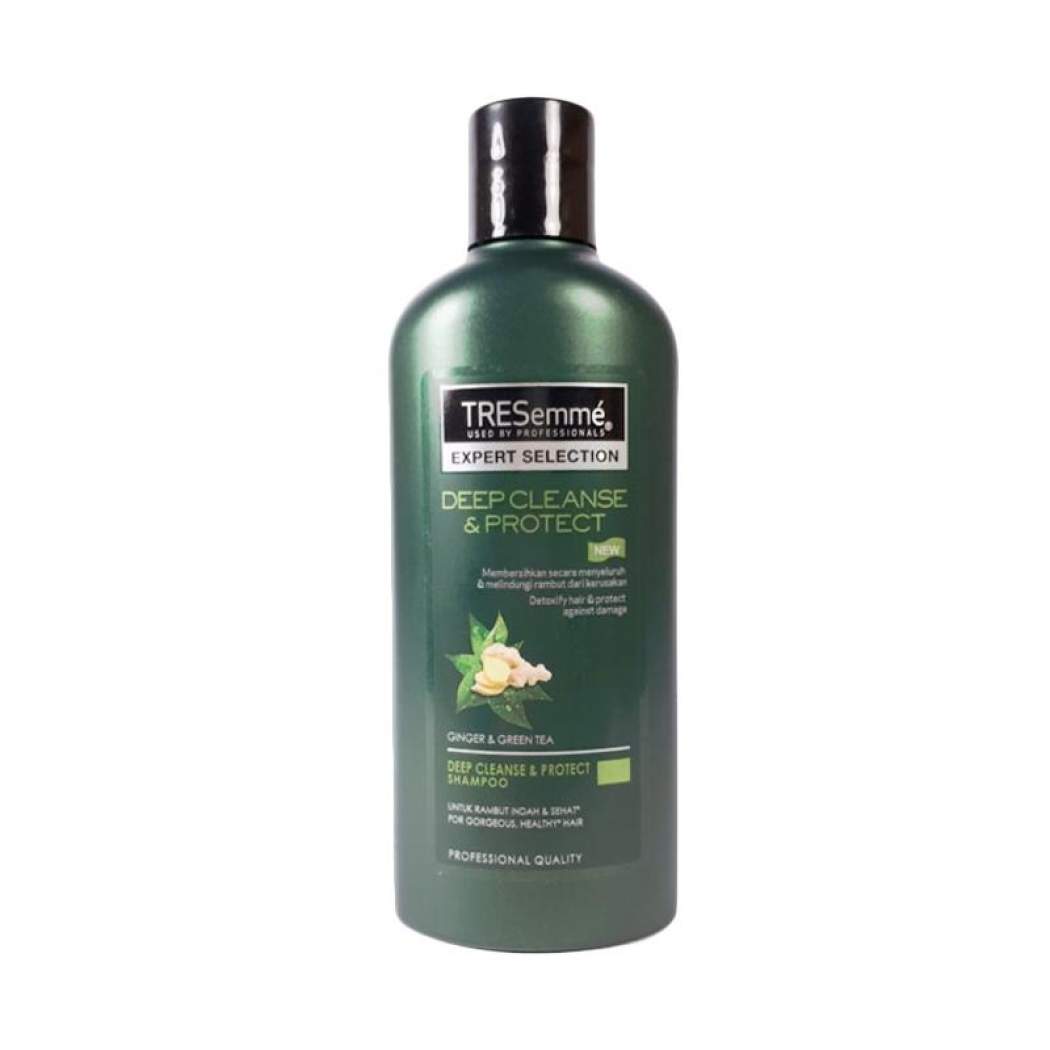 TRESemmé®
USED BY PROFESSIONALS
EXPERT SELECTION
DEEP CLEANSE
& PROTECT
NEW
Membersihkan secara menyeluruh
& melindungi rambut dari kerusakan
Detoxify hair & protect
against damage
GINGER & GREEN TEA
DEEP CLEANSE & PROTECT
SHAMPOO
UNTUK RAMBUT INDAH & SEHAT*
FOR GORGEOUS, HEALTHY* HAIR
PROFESSIONAL QUALITY